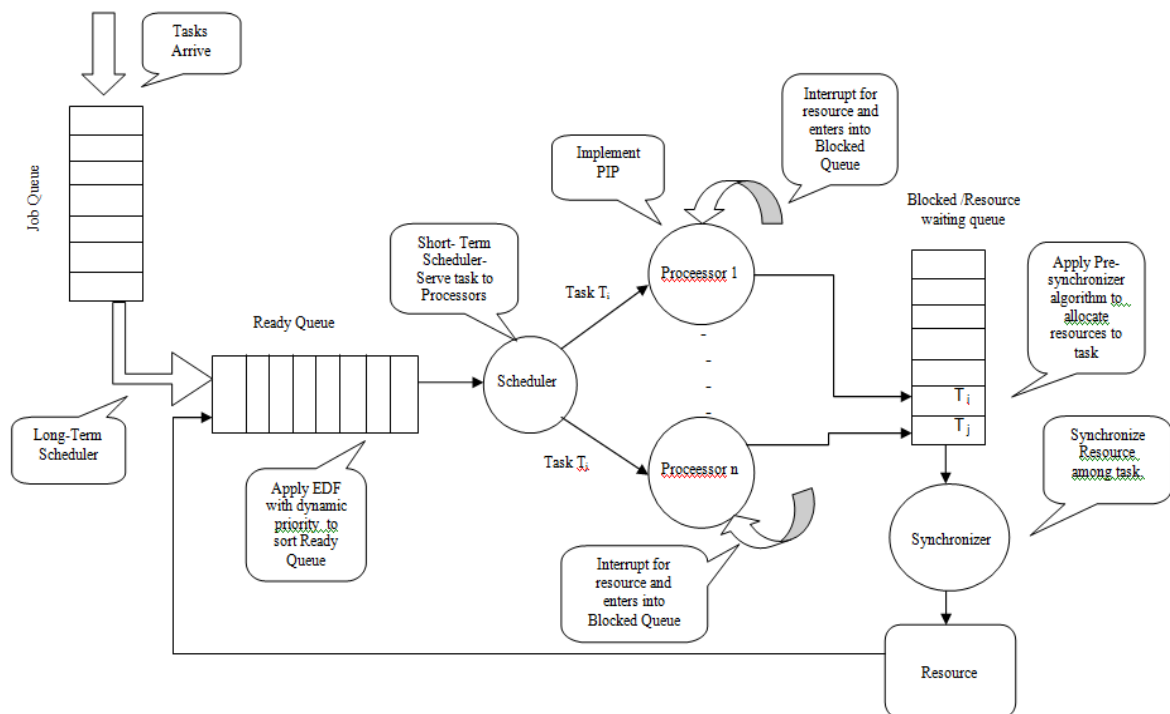 Tasks
Arrive
Job Queue
Long-Term
Scheduler
Ready Queue
Apply EDF
with dynamic
priority to
sort Ready
Queue
Short- Term
Scheduler-
Serve task to
Processors
Scheduler
Task Ti
Task Tj
Implement
PIP
Interrupt for
resource and
enters into
Blocked
Queue
Proceessor 1
Proceessor n
Interrupt for
resource and
enters into
Blocked Queue
Blocked /Resource
waiting queue
Ti
Tj
Apply Pre-
synchronizer
algorithm to
allocate
resources to
task
Synchronize
Resource
among task.
Synchronizer
Resource